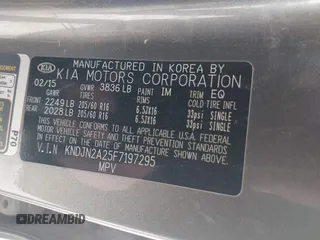 KIA MANUFACTURED IN KOREA BY
KIA MOTORS CORPORATION
02/15 GVWR 3836 LB PAINT IM TRIM EQ
GAWR TIRES RIMS COLD TIRE INFL.
FRONT 2249 LB 205/60 R16 6.5JX16 33psi SINGLE
REAR 2028 LB 205/60 R16 6.5JX16 33psi SINGLE
THIS VEHICLE CONFORMS TO ALL APPLICABLE U.S.A. FEDERAL
MOTOR VEHICLE SAFETY, BUMPER, AND THEFT PREVENTION STANDARDS
IN EFFECT ON THE DATE OF MANUFACTURE SHOWN ABOVE.
V.I.N KNDJN2A25F7197295
MPV
P70
DREAMBID